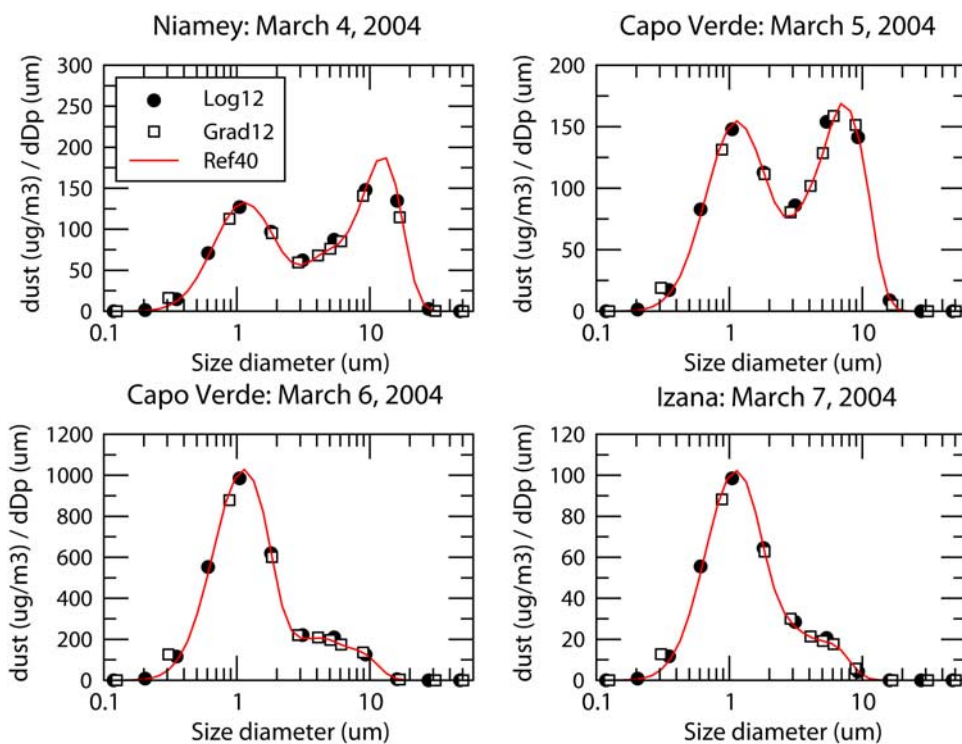 Niamey: March 4, 2004
300
250
200
150
100
50
0
dust (ug/m3) / dDp (um)
Log12
Grad12
Ref40
0.1
1
10
Size diameter (um)
Capo Verde: March 5, 2004
200
150
100
50
0
dust (ug/m3) / dDp (um)
0.1
1
10
Size diameter (um)
Capo Verde: March 6, 2004
1200
1000
800
600
400
200
0
dust (ug/m3) / dDp (um)
0.1
1
10
Size diameter (um)
Izana: March 7, 2004
120
100
80
60
40
20
0
dust (ug/m3) / dDp (um)
0.1
1
10
Size diameter (um)